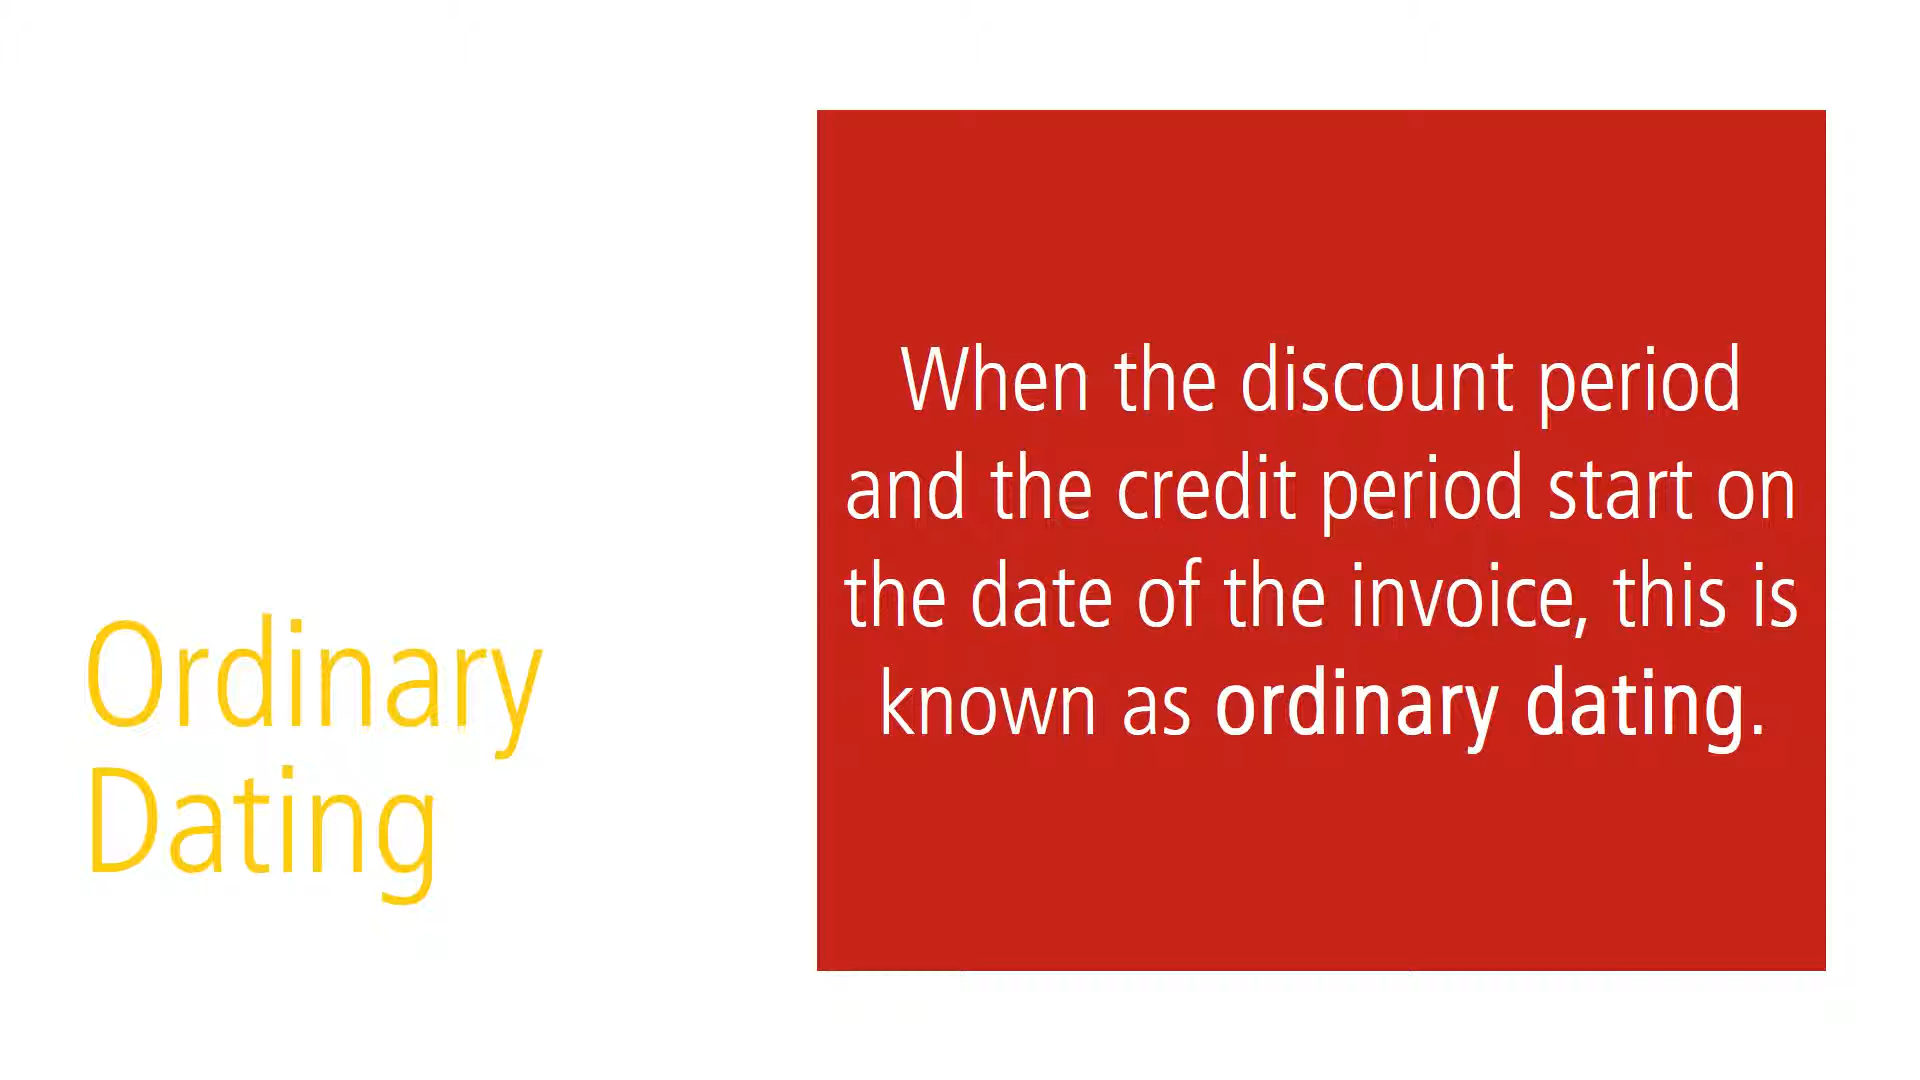 Ordinary
Dating
When the discount period
and the credit period start on
the date of the invoice, this is
known as ordinary dating.